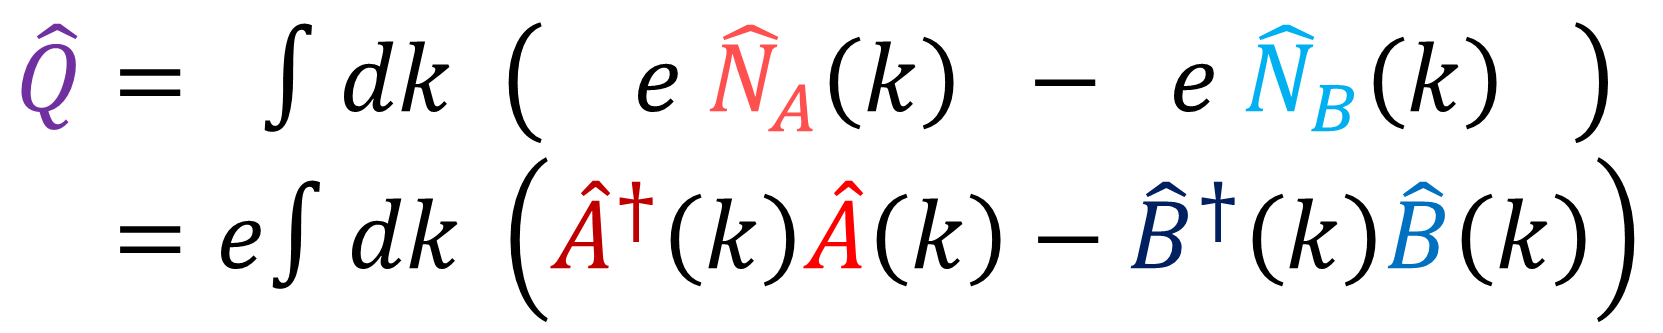 Q̂ = ∫ dk ( e N̂_A(k) − e N̂_B(k) )
= e∫ dk (Â†(k)Â(k) − B̂†(k)B̂(k))